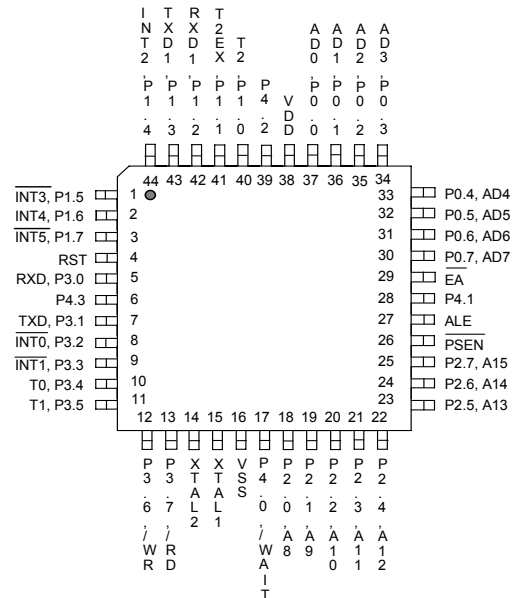 INT2, P1.4
TXD1, P1.3
RXD1, P1.2
T2EX, P1.1
T2, P1.0
P4.2
VDD
AD0, P0.0
AD1, P0.1
AD2, P0.2
AD3, P0.3
44 43 42 41 40 39 38 37 36 35 34
INT3, P1.5 1
INT4, P1.6 2
INT5, P1.7 3
RST 4
RXD, P3.0 5
P4.3 6
TXD, P3.1 7
INT0, P3.2 8
INT1, P3.3 9
T0, P3.4 10
T1, P3.5 11
33 P0.4, AD4
32 P0.5, AD5
31 P0.6, AD6
30 P0.7, AD7
29 EA
28 P4.1
27 ALE
26 PSEN
25 P2.7, A15
24 P2.6, A14
23 P2.5, A13
12 13 14 15 16 17 18 19 20 21 22
P3.6, /WR
P3.7, /RD
XTAL2
XTAL1
VSS
P4.0, /WAIT
P2.0, A8
P2.1, A9
P2.2, A10
P2.3, A11
P2.4, A12